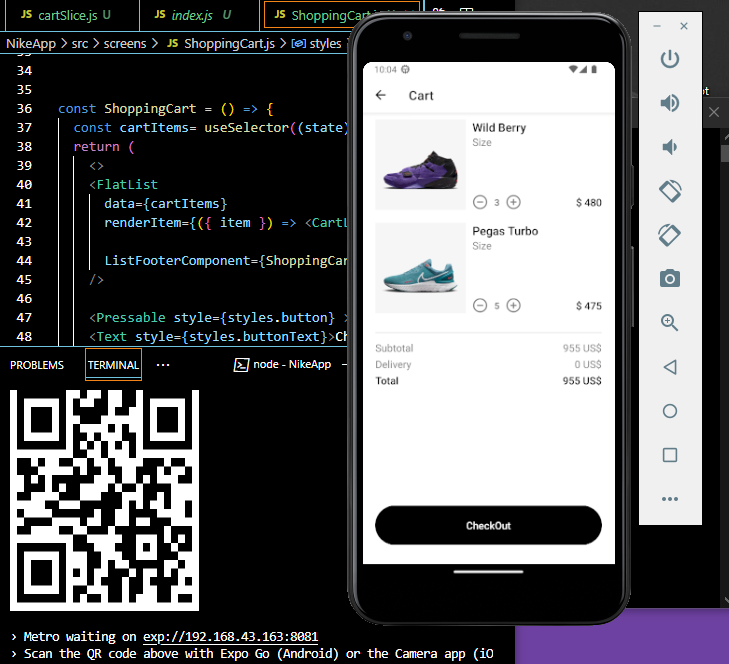 JS cartSlice.js U
JS index.js U
JS ShoppingCart.js
NikeApp > src > screens > JS ShoppingCart.js > styles
34
35
36 const ShoppingCart = () => {
37 const cartItems= useSelector((state)
38 return (
39 <>
40 <FlatList
41 data={cartItems}
42 renderItem={({ item }) => <CartL
43
44 ListFooterComponent={ShoppingCar
45 />
46
47 <Pressable style={styles.button} >
48 <Text style={styles.buttonText}>Ch
PROBLEMS TERMINAL ··· node - NikeApp
› Metro waiting on exp://192.168.43.163:8081
› Scan the QR code above with Expo Go (Android) or the Camera app (iO
10:04
Cart
Wild Berry
Size
3
$ 480
Pegas Turbo
Size
5
$ 475
Subtotal 955 US$
Delivery 0 US$
Total 955 US$
CheckOut